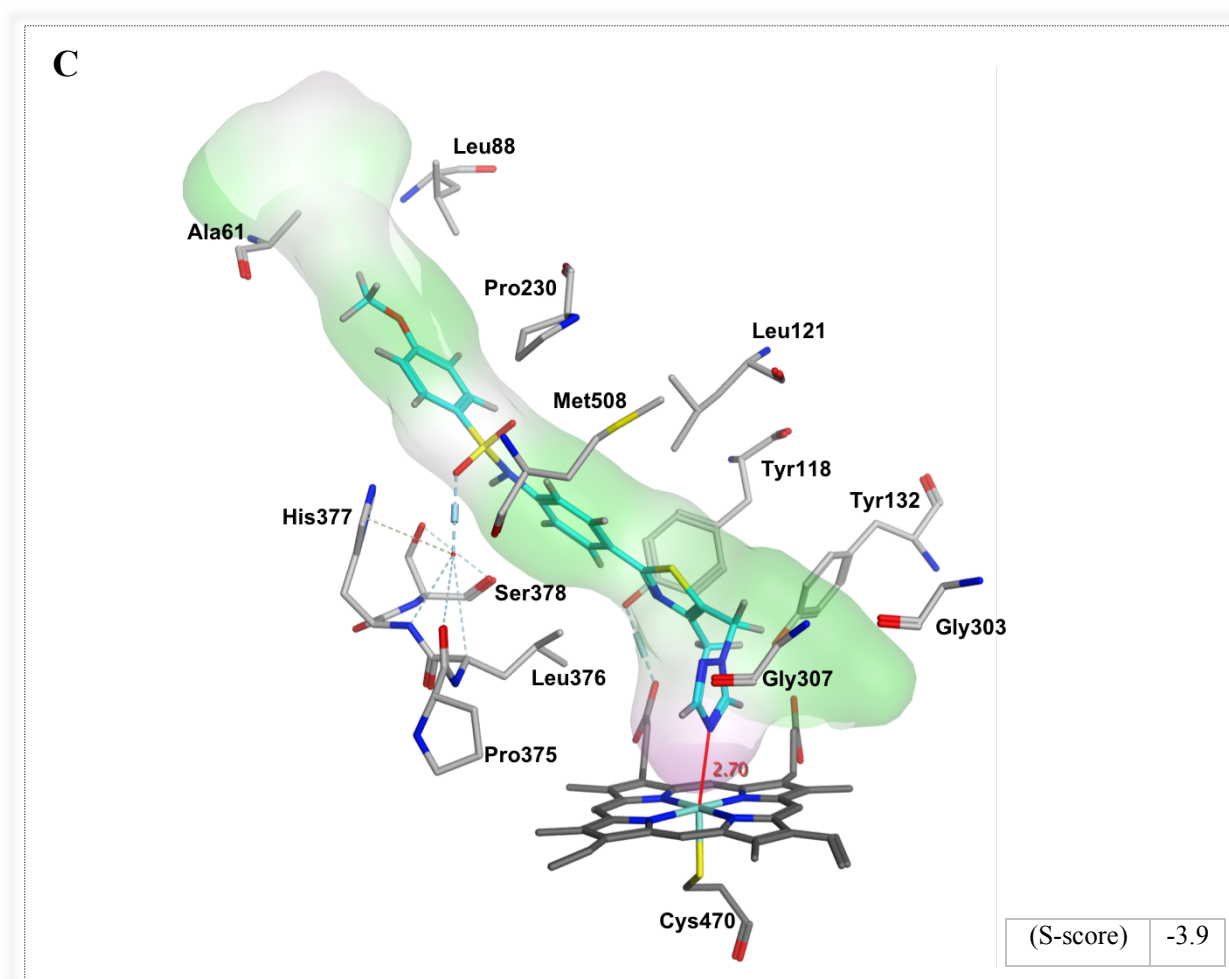 C
Leu88
Ala61
Pro230
Leu121
Met508
Tyr118
Tyr132
His377
Ser378
Gly303
Leu376
Gly307
Pro375
2.70
Cys470
(S-score) -3.9